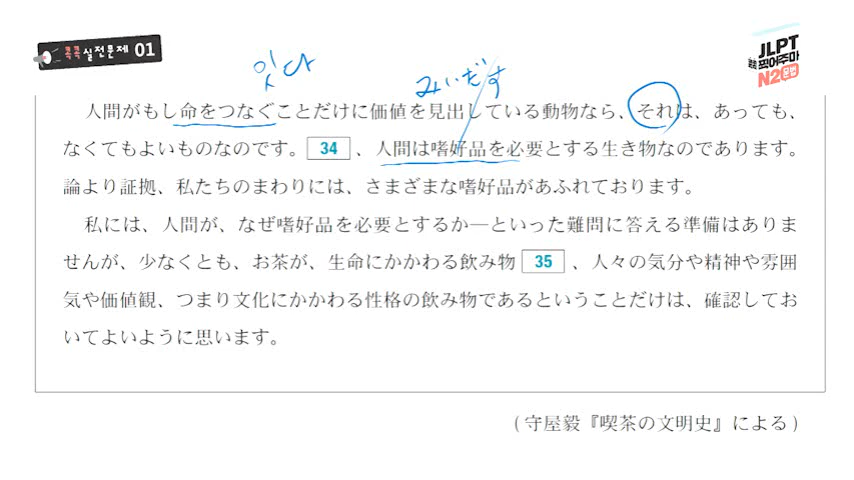 콕콕 실전문제 01
JLPT
콕콕 찍어주마
N2 문법
잇다
みいだす
人間がもし命をつなぐことだけに価値を見出している動物なら、それは、あっても、
なくてもよいものなのです。 34 、人間は嗜好品を必要とする生き物なのであります。
論より証拠、私たちのまわりには、さまざまな嗜好品があふれております。
私には、人間が、なぜ嗜好品を必要とするか─といった難問に答える準備はありま
せんが、少なくとも、お茶が、生命にかかわる飲み物 35 、人々の気分や精神や雰囲
気や価値観、つまり文化にかかわる性格の飲み物であるということだけは、確認してお
いてよいように思います。
(守屋毅『喫茶の文明史』による)